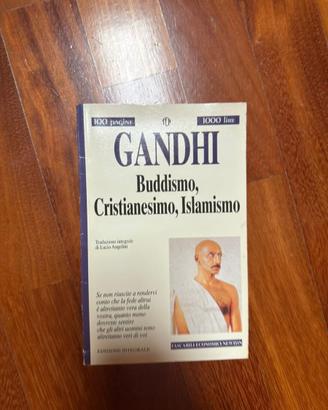 100 pagine 1000 lire
GANDHI
Buddismo,
Cristianesimo, Islamismo
Traduzione integrale
di Lucio Angelini
Se non riuscite a rendervi
conto che la fede altrui
è altrettanto vera della
vostra, quanto meno
dovreste sentire
che gli altri uomini sono
altrettanto veri di voi
EDIZIONE INTEGRALE
TASCABILI ECONOMICI NEWTON